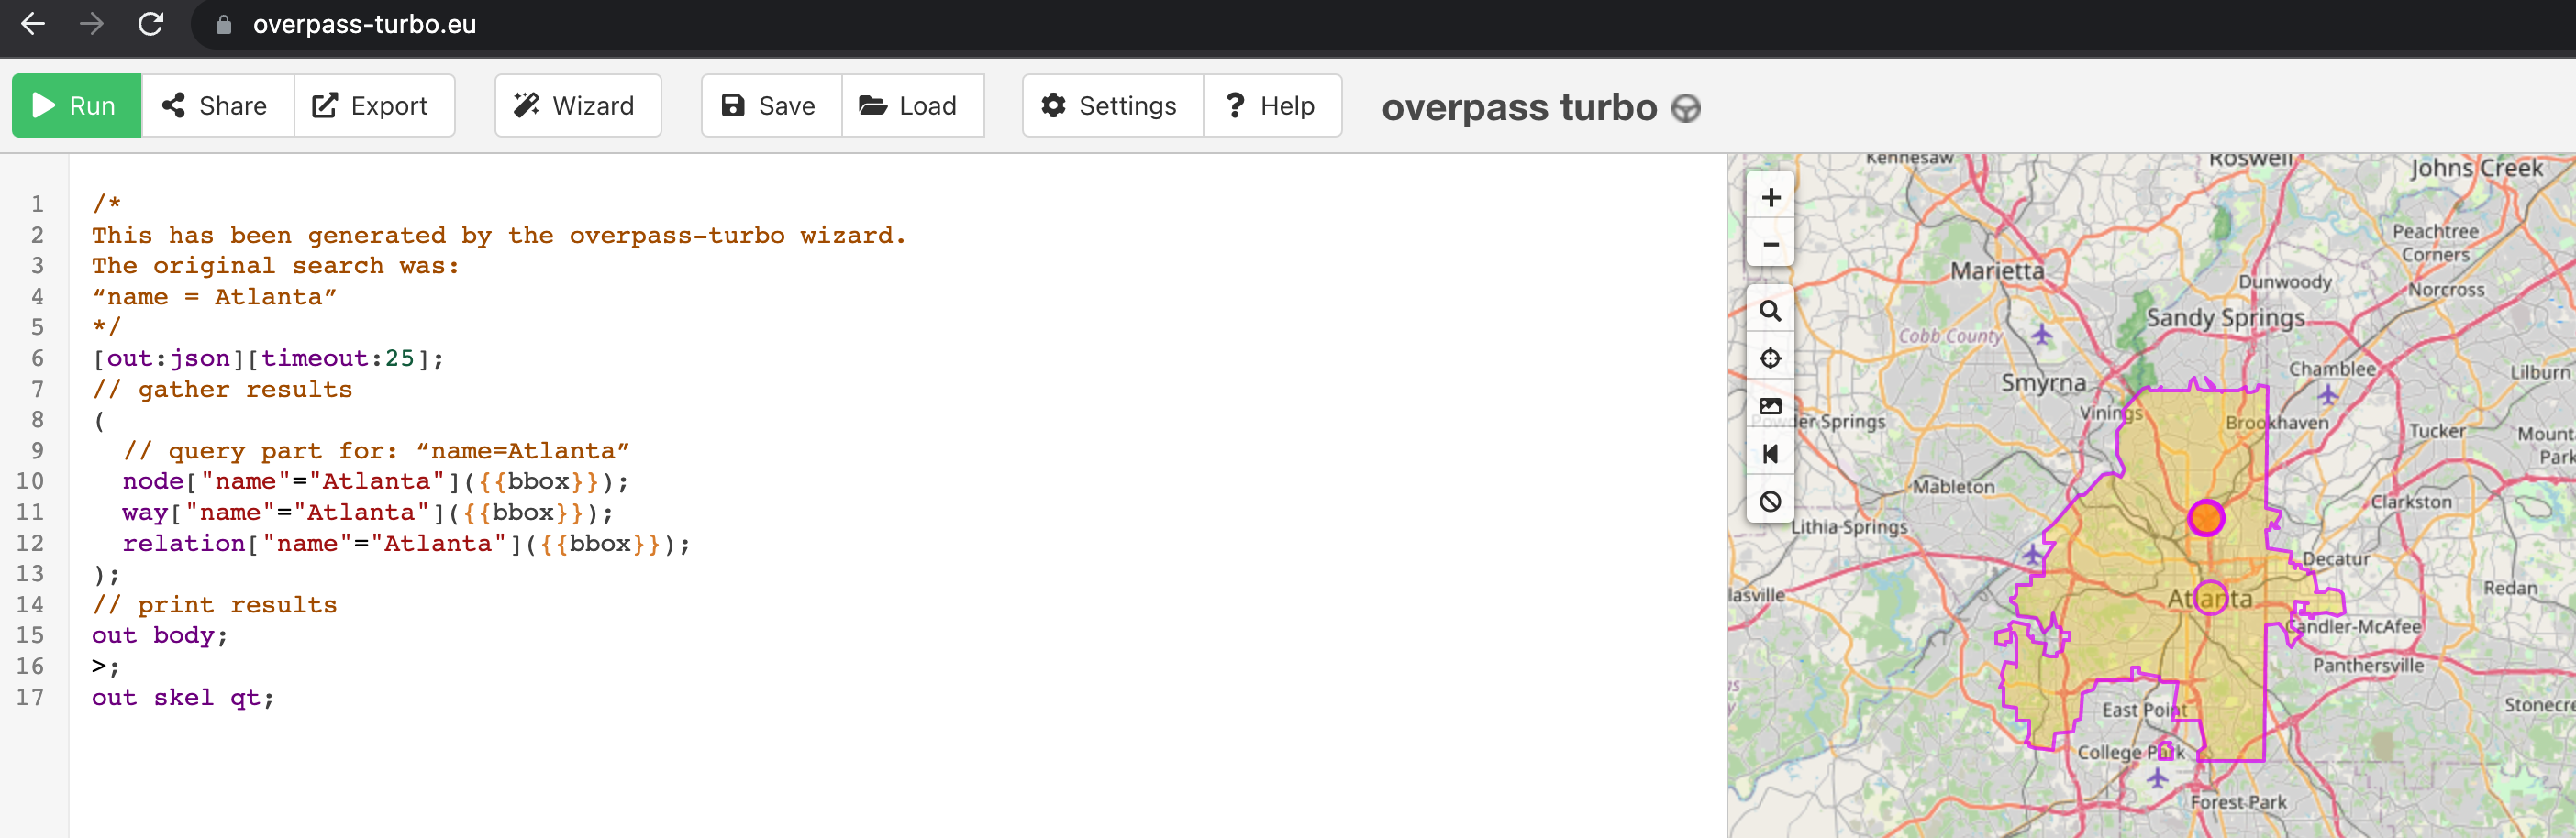 overpass-turbo.eu
Run Share Export Wizard Save Load Settings ? Help overpass turbo
1 /*
2 This has been generated by the overpass-turbo wizard.
3 The original search was:
4 “name = Atlanta”
5 */
6 [out:json][timeout:25];
7 // gather results
8 (
9 // query part for: “name=Atlanta”
10 node["name"="Atlanta"]({{bbox}});
11 way["name"="Atlanta"]({{bbox}});
12 relation["name"="Atlanta"]({{bbox}});
13 );
14 // print results
15 out body;
16 >;
17 out skel qt;
+
−
Kennesaw
Roswell
Johns Creek
Peachtree
Corners
Marietta
Dunwoody
Norcross
Sandy Springs
Cobb County
Chamblee
Lilburn
Smyrna
Vinings
Powder Springs
Brookhaven
Tucker
Mount
Park
Mableton
Clarkston
Lithia Springs
Decatur
Redan
lasville
Atlanta
Candler-McAfee
Panthersville
East Point
Stonecre
College Park
Forest Park